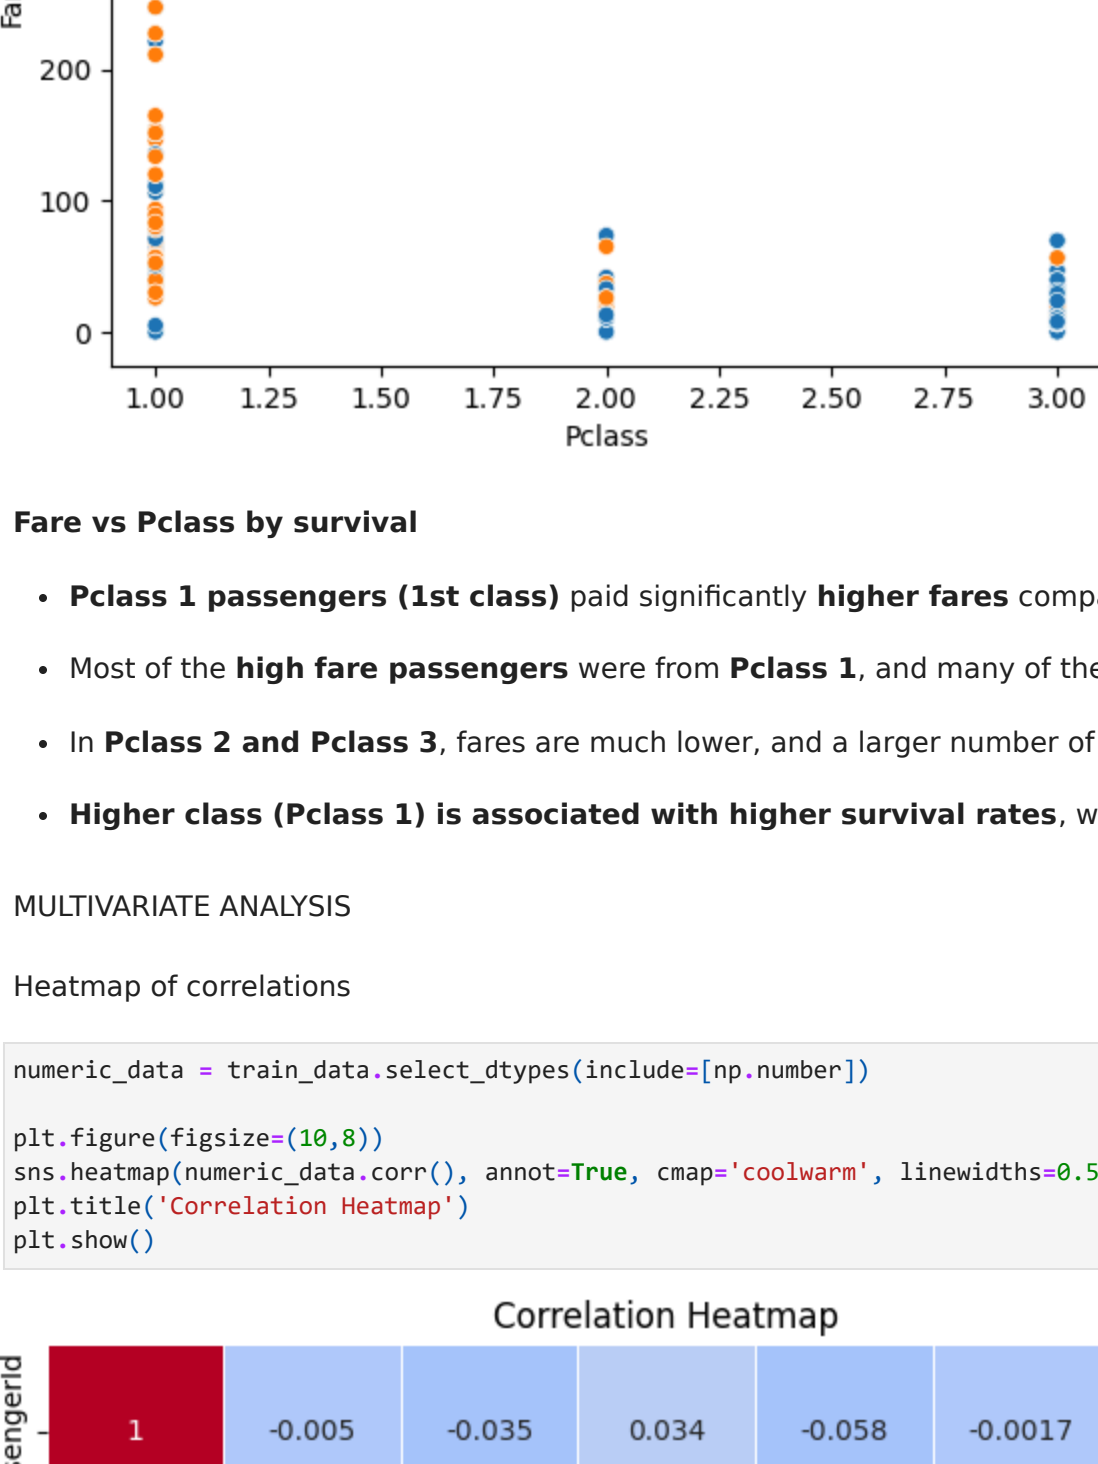 Fa
200
100
0
1.00 1.25 1.50 1.75 2.00 2.25 2.50 2.75 3.00
Pclass
Fare vs Pclass by survival
• Pclass 1 passengers (1st class) paid significantly higher fares compa
• Most of the high fare passengers were from Pclass 1, and many of the
• In Pclass 2 and Pclass 3, fares are much lower, and a larger number of
• Higher class (Pclass 1) is associated with higher survival rates, w
MULTIVARIATE ANALYSIS
Heatmap of correlations
numeric_data = train_data.select_dtypes(include=[np.number])
plt.figure(figsize=(10,8))
sns.heatmap(numeric_data.corr(), annot=True, cmap='coolwarm', linewidths=0.5
plt.title('Correlation Heatmap')
plt.show()
Correlation Heatmap
sengerId
1 -0.005 -0.035 0.034 -0.058 -0.0017